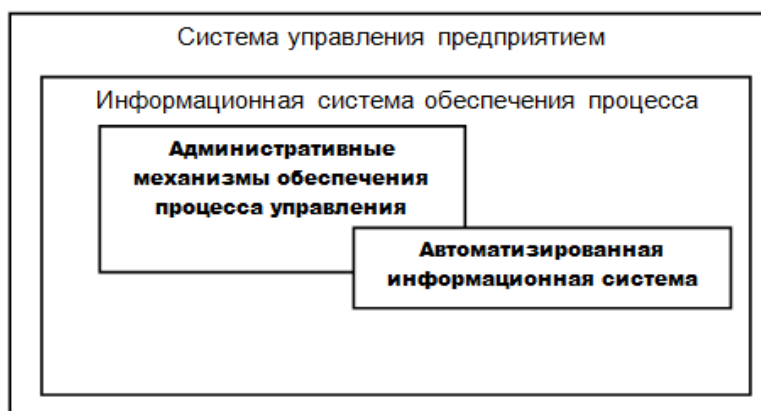 Система управления предприятием
Информационная система обеспечения процесса
Административные
механизмы обеспечения
процесса управления
Автоматизированная
информационная система